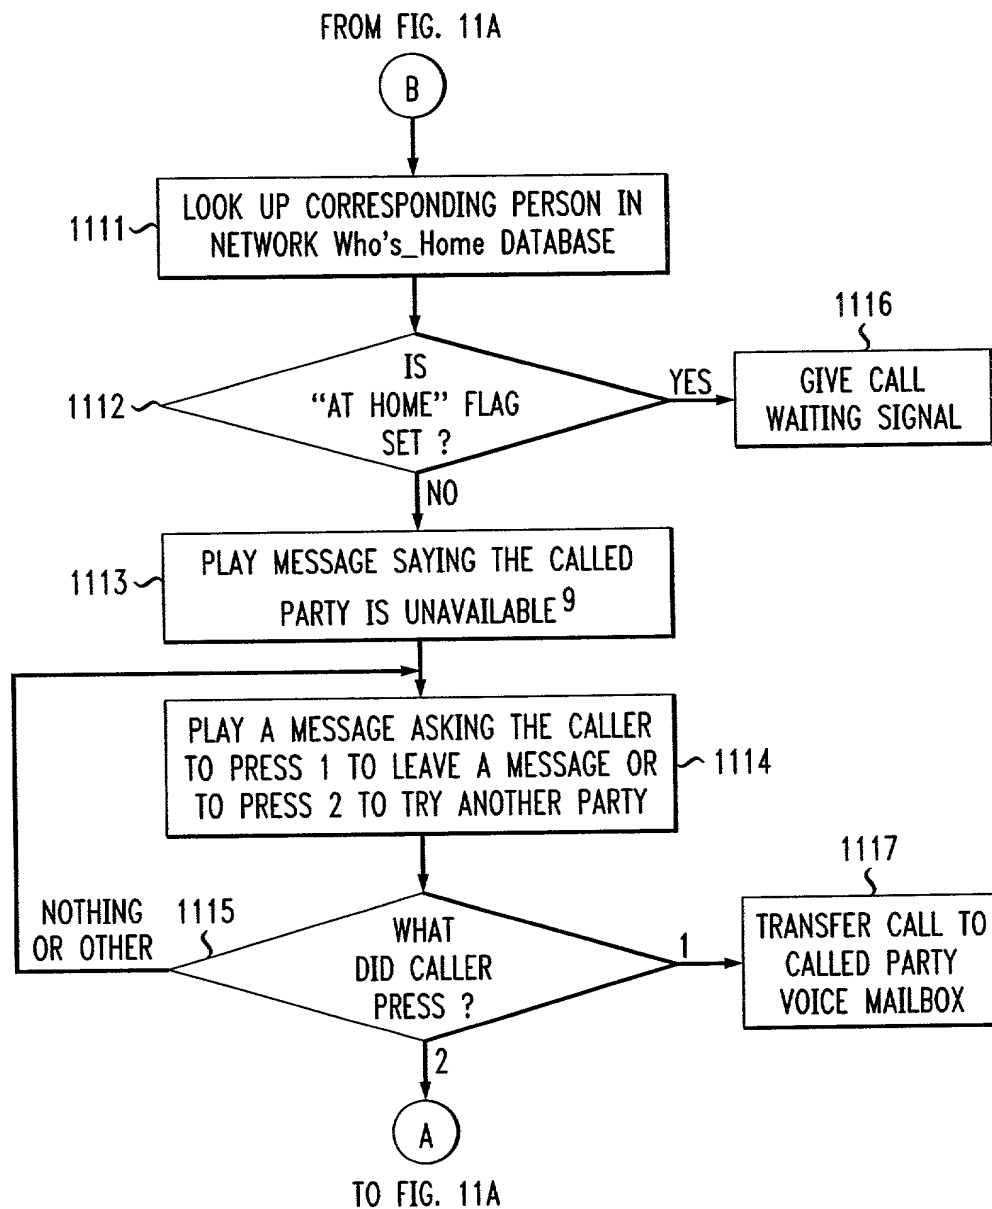 FROM FIG. 11A
B
1111
LOOK UP CORRESPONDING PERSON IN
NETWORK Who's_Home DATABASE
1116
1112
IS
"AT HOME" FLAG
SET ?
YES
GIVE CALL
WAITING SIGNAL
NO
1113
PLAY MESSAGE SAYING THE CALLED
PARTY IS UNAVAILABLE 9
PLAY A MESSAGE ASKING THE CALLER
TO PRESS 1 TO LEAVE A MESSAGE OR
TO PRESS 2 TO TRY ANOTHER PARTY
1114
1117
NOTHING
OR OTHER
1115
WHAT
DID CALLER
PRESS ?
1
TRANSFER CALL TO
CALLED PARTY
VOICE MAILBOX
2
A
TO FIG. 11A